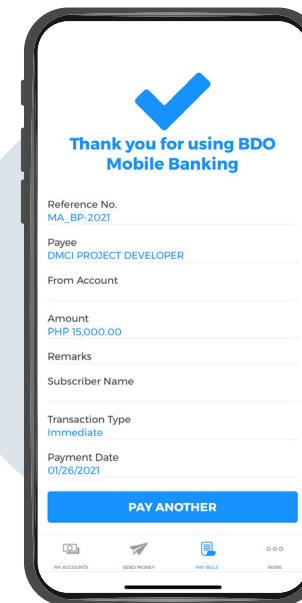 Thank you for using BDO
Mobile Banking
Reference No.
MA_BP-2021
Payee
DMCI PROJECT DEVELOPER
From Account
Amount
PHP 15,000.00
Remarks
Subscriber Name
Transaction Type
Immediate
Payment Date
01/26/2021
PAY ANOTHER
MY ACCOUNTS
SEND MONEY
PAY BILLS
MORE